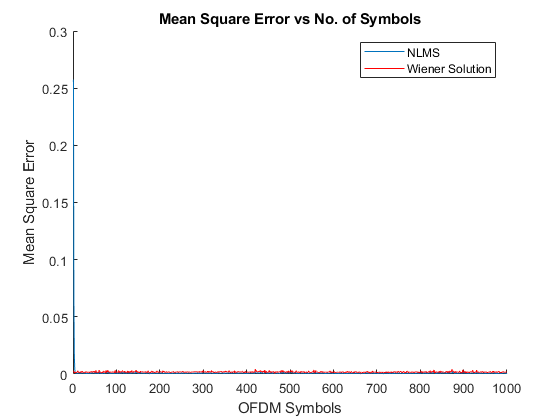 Mean Square Error vs No. of Symbols
NLMS
Wiener Solution
Mean Square Error
0.3
0.25
0.2
0.15
0.1
0.05
0
0 100 200 300 400 500 600 700 800 900 1000
OFDM Symbols